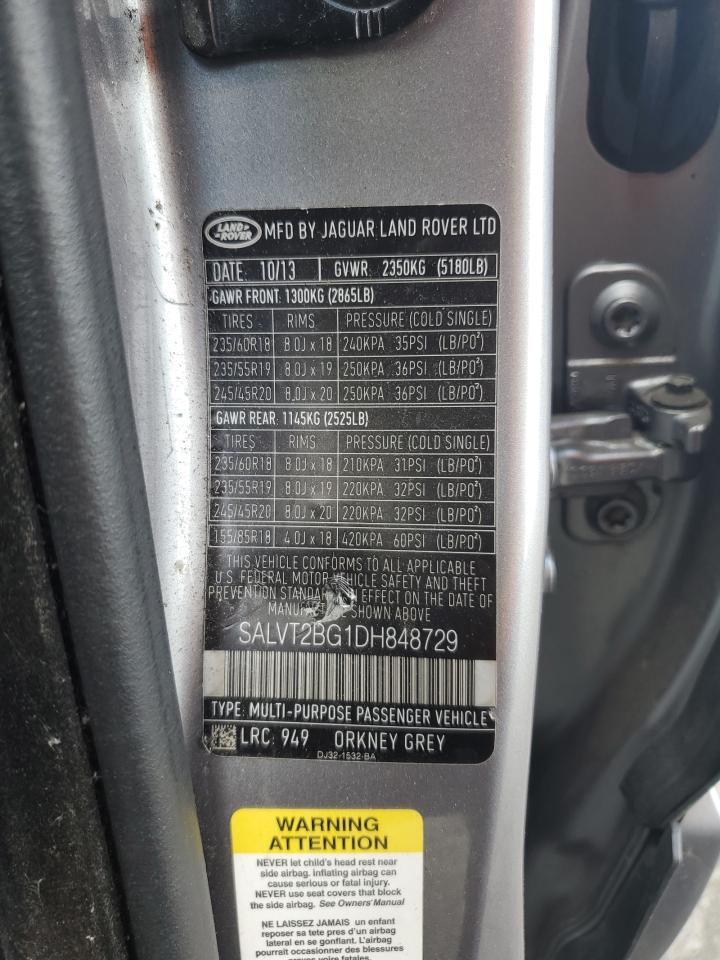 LAND ROVER MFD BY JAGUAR LAND ROVER LTD
DATE: 10/13 GVWR 2350KG (5180LB)
GAWR FRONT: 1300KG (2865LB)
TIRES RIMS PRESSURE (COLD SINGLE)
235/60R18 8.0J x 18 240KPA 35PSI (LB/PO²)
235/55R19 8.0J x 19 250KPA 36PSI (LB/PO²)
245/45R20 8.0J x 20 250KPA 36PSI (LB/PO²)
GAWR REAR: 1145KG (2525LB)
TIRES RIMS PRESSURE (COLD SINGLE)
235/60R18 8.0J x 18 210KPA 31PSI (LB/PO²)
235/55R19 8.0J x 19 220KPA 32PSI (LB/PO²)
245/45R20 8.0J x 20 220KPA 32PSI (LB/PO²)
155/85R18 4.0J x 18 420KPA 60PSI (LB/PO²)
THIS VEHICLE CONFORMS TO ALL APPLICABLE
U.S. FEDERAL MOTOR VEHICLE SAFETY AND THEFT
PREVENTION EFFECT ON THE DATE OF
SHOWN ABOVE
SALVT2BG1DH848729
TYPE: MULTI-PURPOSE PASSENGER VEHICLE
LRC: 949 ORKNEY GREY
DJ32-1532-BA
WARNING
ATTENTION
NEVER let child's head rest near
side airbag. inflating airbag can
cause serious or fatal injury.
NEVER use seat covers that block
the side airbag. See Owners' Manual
NE LAISSEZ JAMAIS un enfant
reposer sa tete pres d'un airbag
lateral en se gonflant. L'airbag
pourrait occasionner des blessures
graves voire fatales.